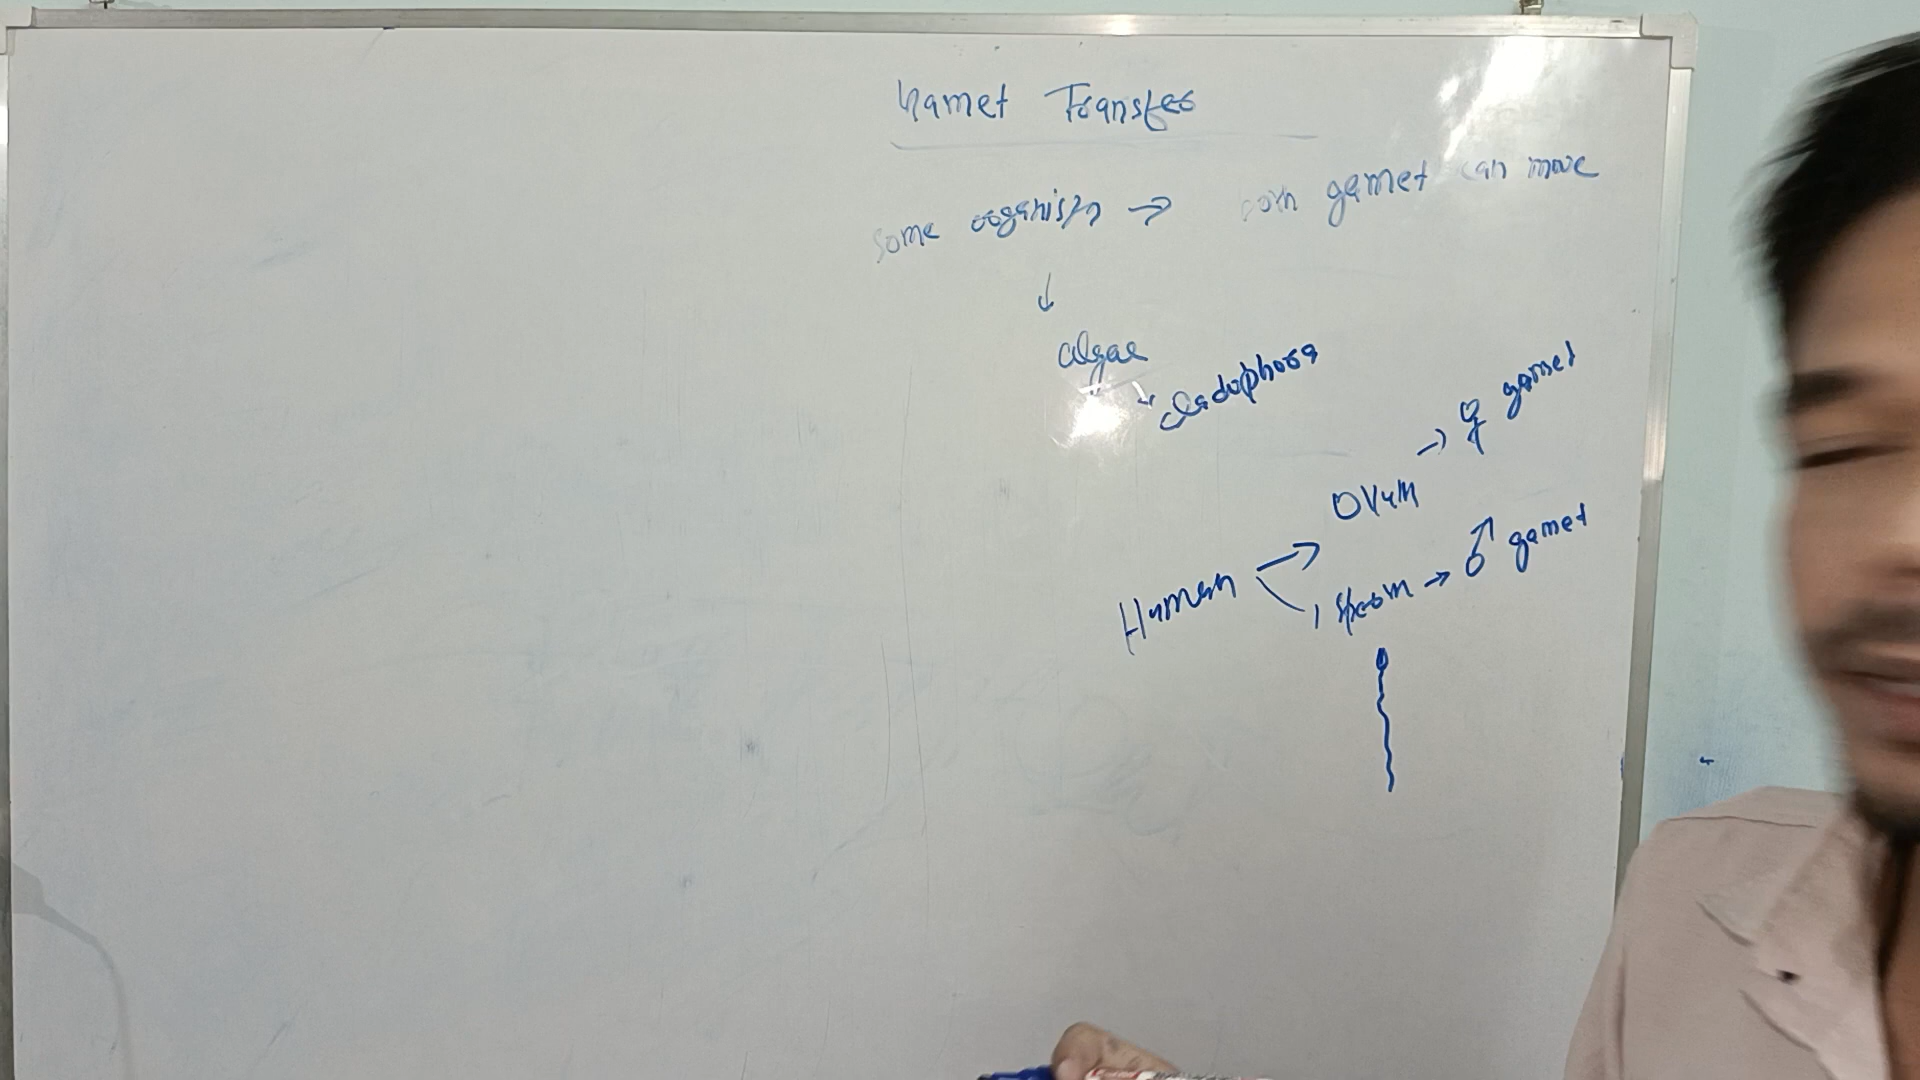 Gamet Transfer
some organism → both gamet can move
↓
algae
↘ cladophora
Human → Ovum → ♀ gamet
→ sperm → ♂ gamet